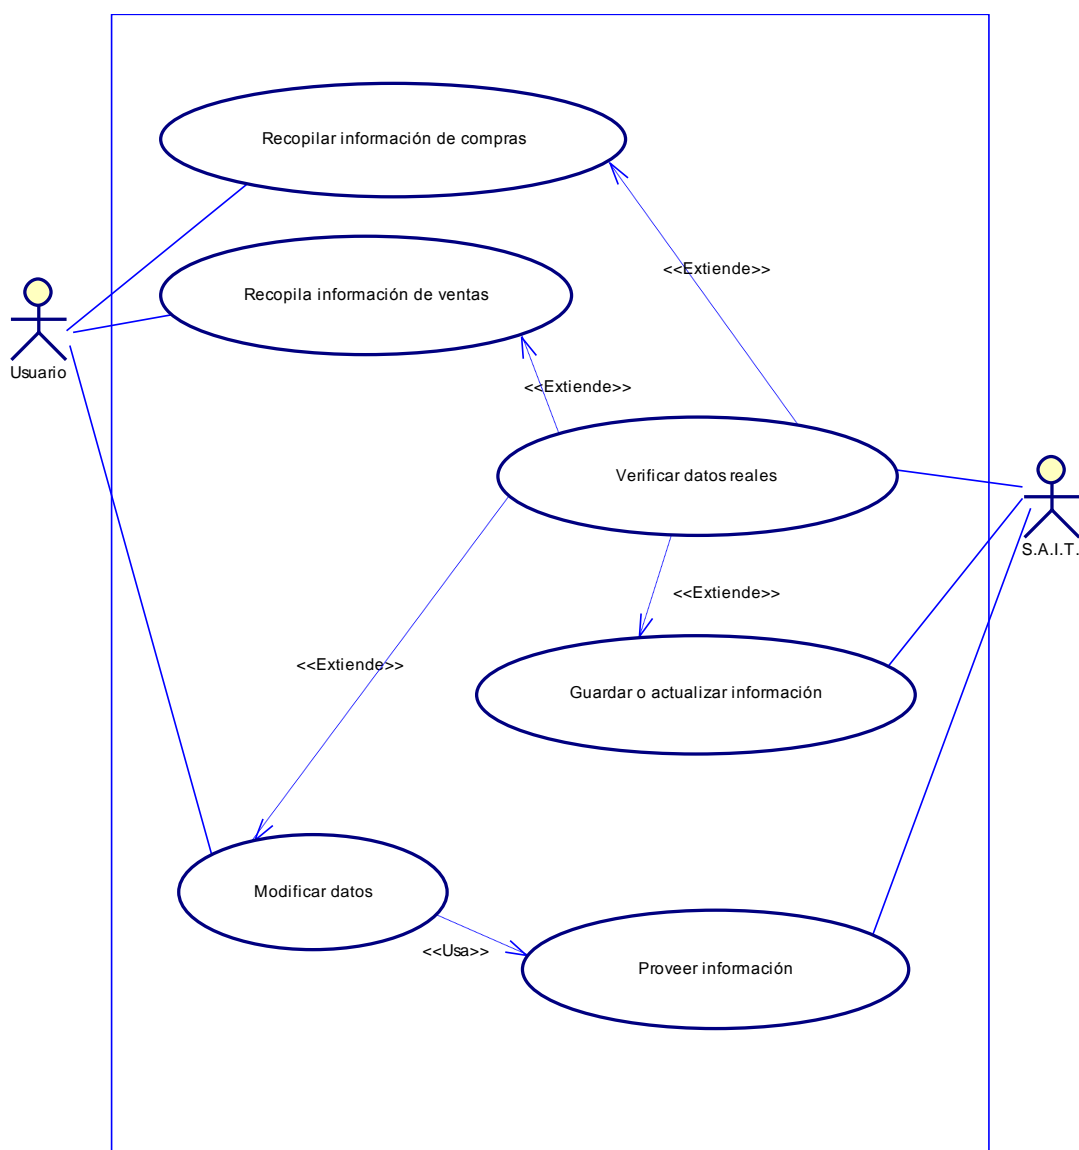 Recopilar información de compras
<<Extiende>>
Recopila información de ventas
Usuario
<<Extiende>>
Verificar datos reales
S.A.I.T.
<<Extiende>>
<<Extiende>>
Guardar o actualizar información
Modificar datos
<<Usa>>
Proveer información